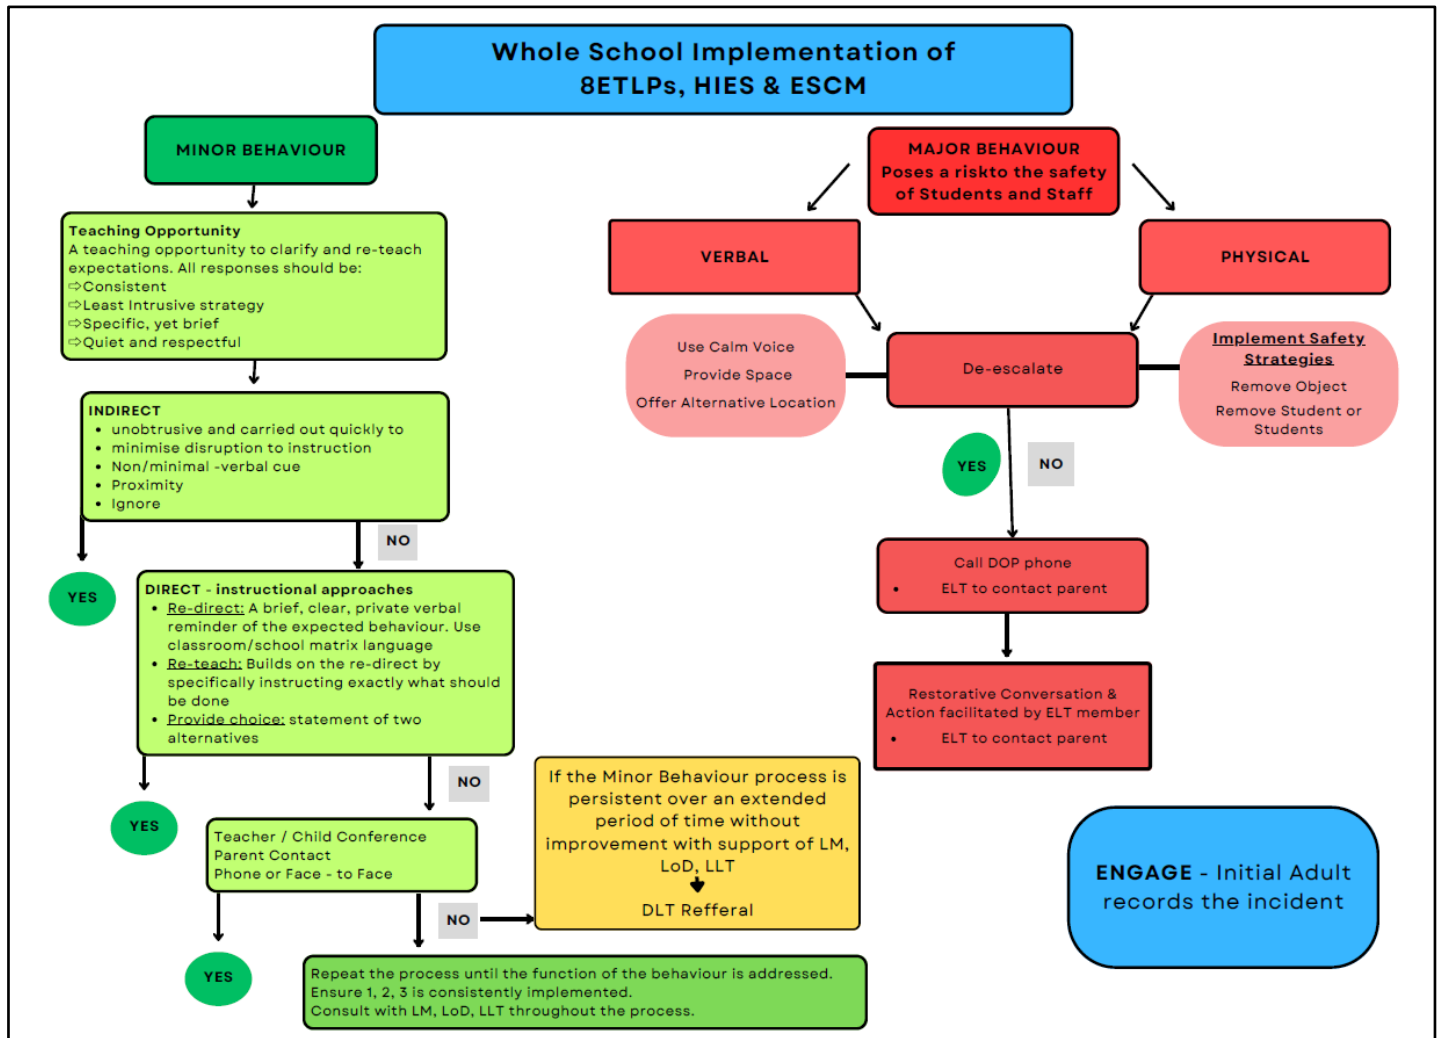 Whole School Implementation of
8ETLPs, HIES & ESCM
MINOR BEHAVIOUR
Teaching Opportunity
A teaching opportunity to clarify and re-teach
expectations. All responses should be:
⇨Consistent
⇨Least Intrusive strategy
⇨Specific, yet brief
⇨Quiet and respectful
INDIRECT
• unobtrusive and carried out quickly to
• minimise disruption to instruction
• Non/minimal -verbal cue
• Proximity
• Ignore
NO
YES
DIRECT - instructional approaches
• Re-direct: A brief, clear, private verbal
reminder of the expected behaviour. Use
classroom/school matrix language
• Re-teach: Builds on the re-direct by
specifically instructing exactly what should
be done
• Provide choice: statement of two
alternatives
NO
YES
Teacher / Child Conference
Parent Contact
Phone or Face - to Face
NO
YES
If the Minor Behaviour process is
persistent over an extended
period of time without
improvement with support of LM,
LoD, LLT
DLT Refferal
Repeat the process until the function of the behaviour is addressed.
Ensure 1, 2, 3 is consistently implemented.
Consult with LM, LoD, LLT throughout the process.
MAJOR BEHAVIOUR
Poses a riskto the safety
of Students and Staff
VERBAL
PHYSICAL
Use Calm Voice
Provide Space
Offer Alternative Location
De-escalate
Implement Safety
Strategies
Remove Object
Remove Student or
Students
YES
NO
Call DOP phone
• ELT to contact parent
Restorative Conversation &
Action facilitated by ELT member
• ELT to contact parent
ENGAGE - Initial Adult
records the incident